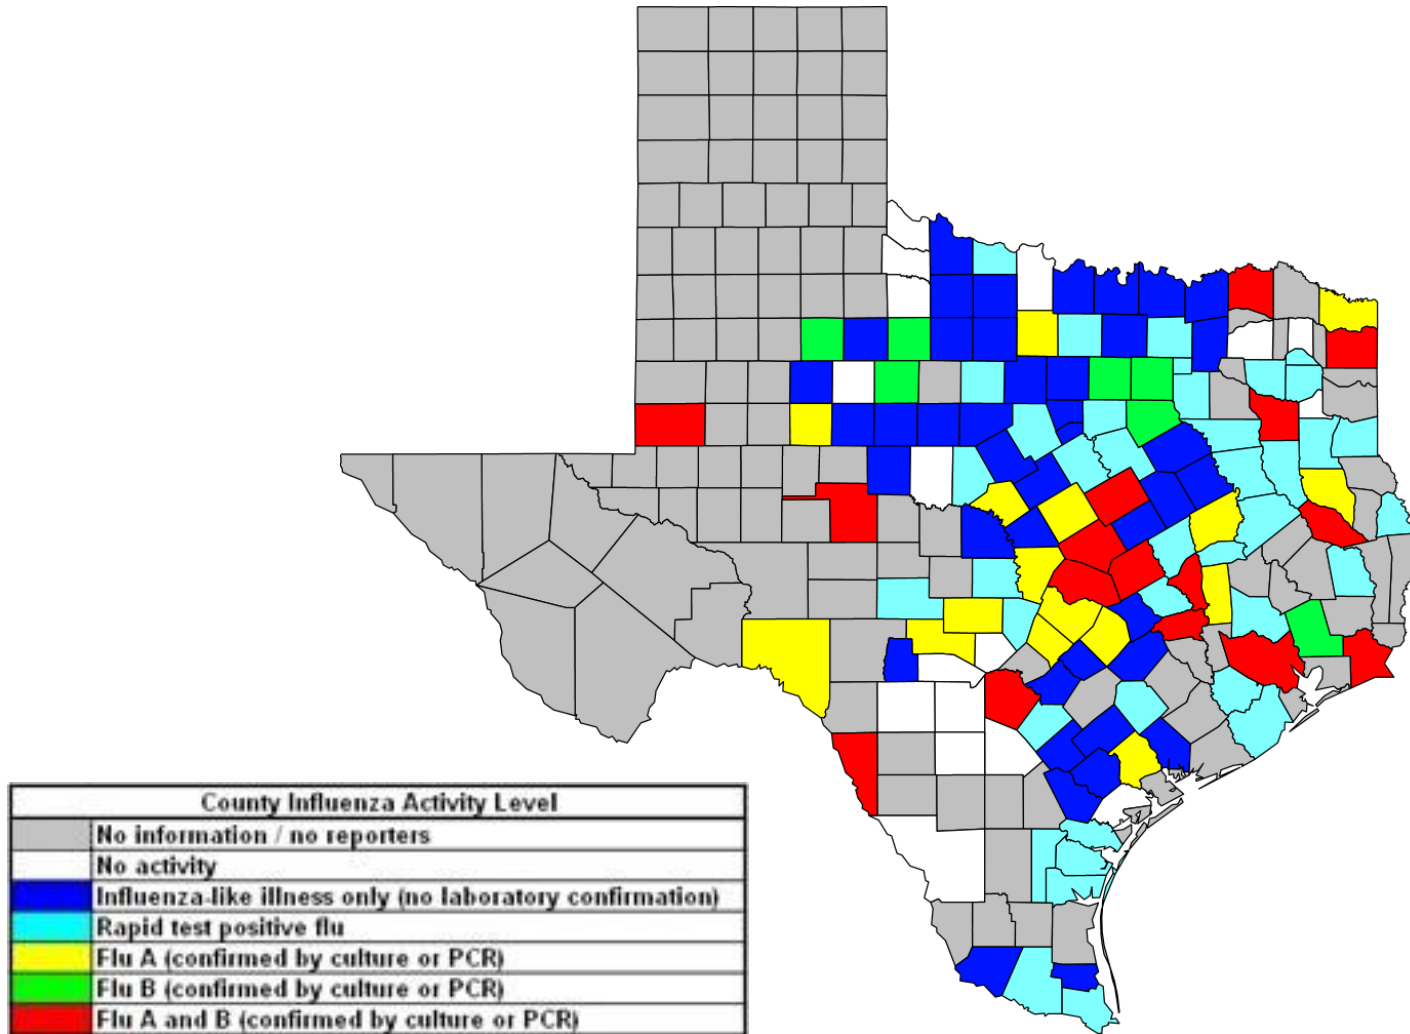 County Influenza Activity Level
No information / no reporters
No activity
Influenza-like illness only (no laboratory confirmation)
Rapid test positive flu
Flu A (confirmed by culture or PCR)
Flu B (confirmed by culture or PCR)
Flu A and B (confirmed by culture or PCR)